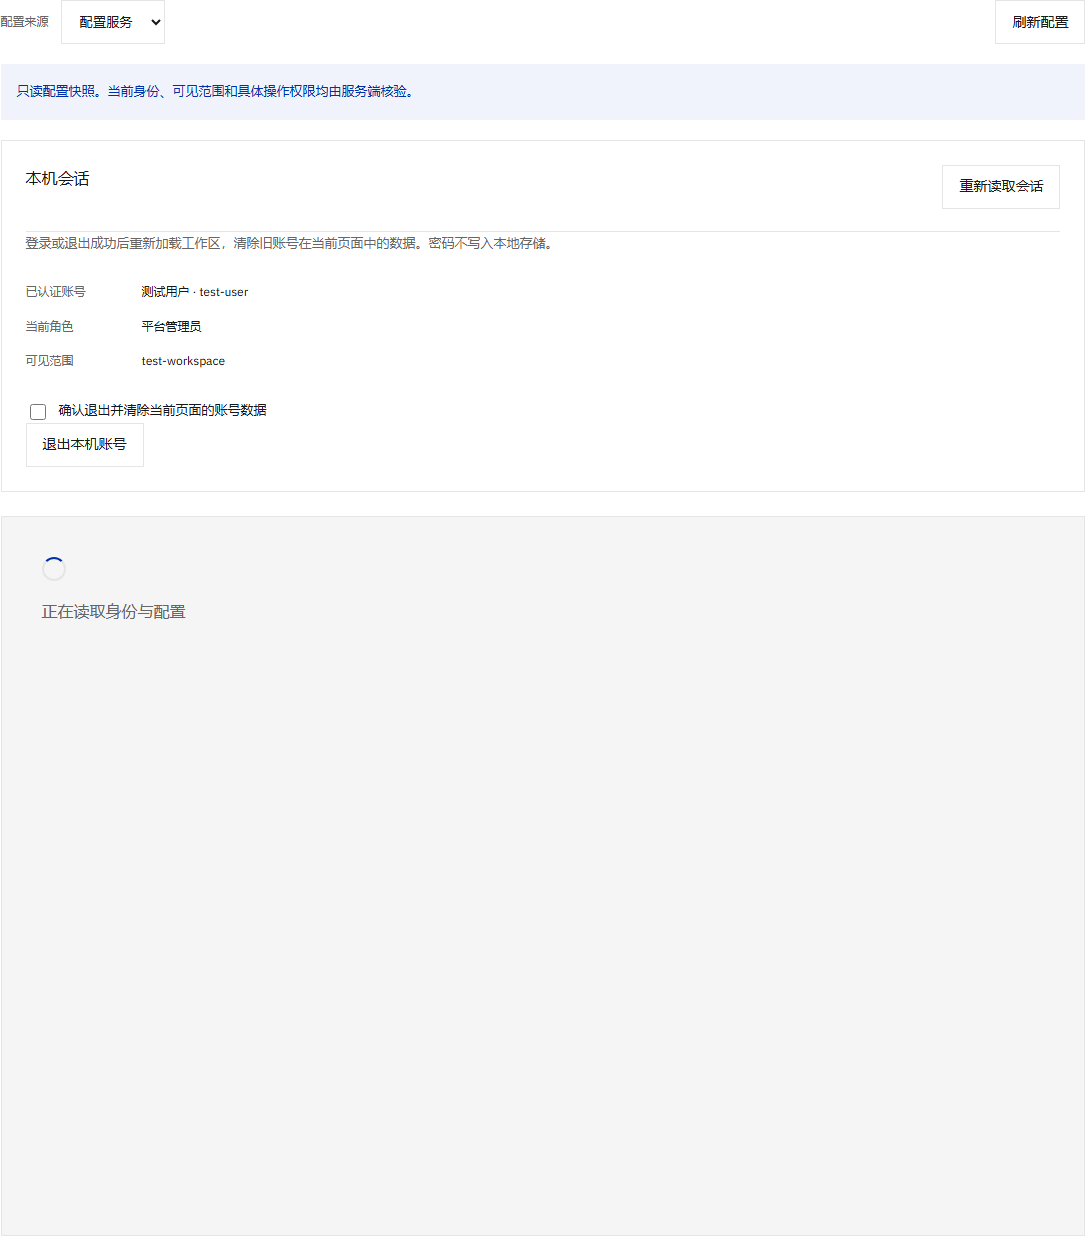 配置来源 配置服务 刷新配置
只读配置快照。当前身份、可见范围和具体操作权限均由服务端核验。
本机会话 重新读取会话
登录或退出成功后重新加载工作区，清除旧账号在当前页面中的数据。密码不写入本地存储。
已认证账号 测试用户 · test-user
当前角色 平台管理员
可见范围 test-workspace
确认退出并清除当前页面的账号数据
退出本机账号
正在读取身份与配置